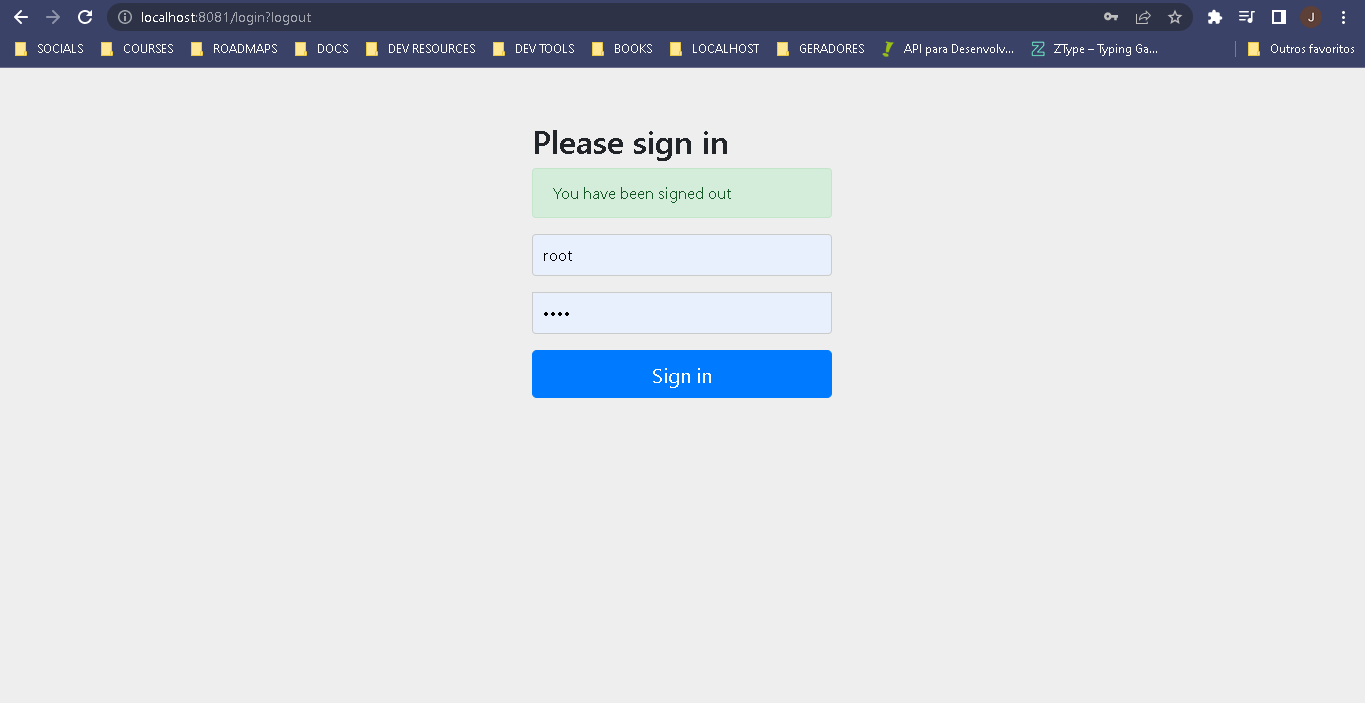 localhost:8081/login?logout
J
SOCIALS COURSES ROADMAPS DOCS DEV RESOURCES DEV TOOLS BOOKS LOCALHOST GERADORES API para Desenvolv... ZType – Typing Ga... Outros favoritos
Please sign in
You have been signed out
root
••••
Sign in